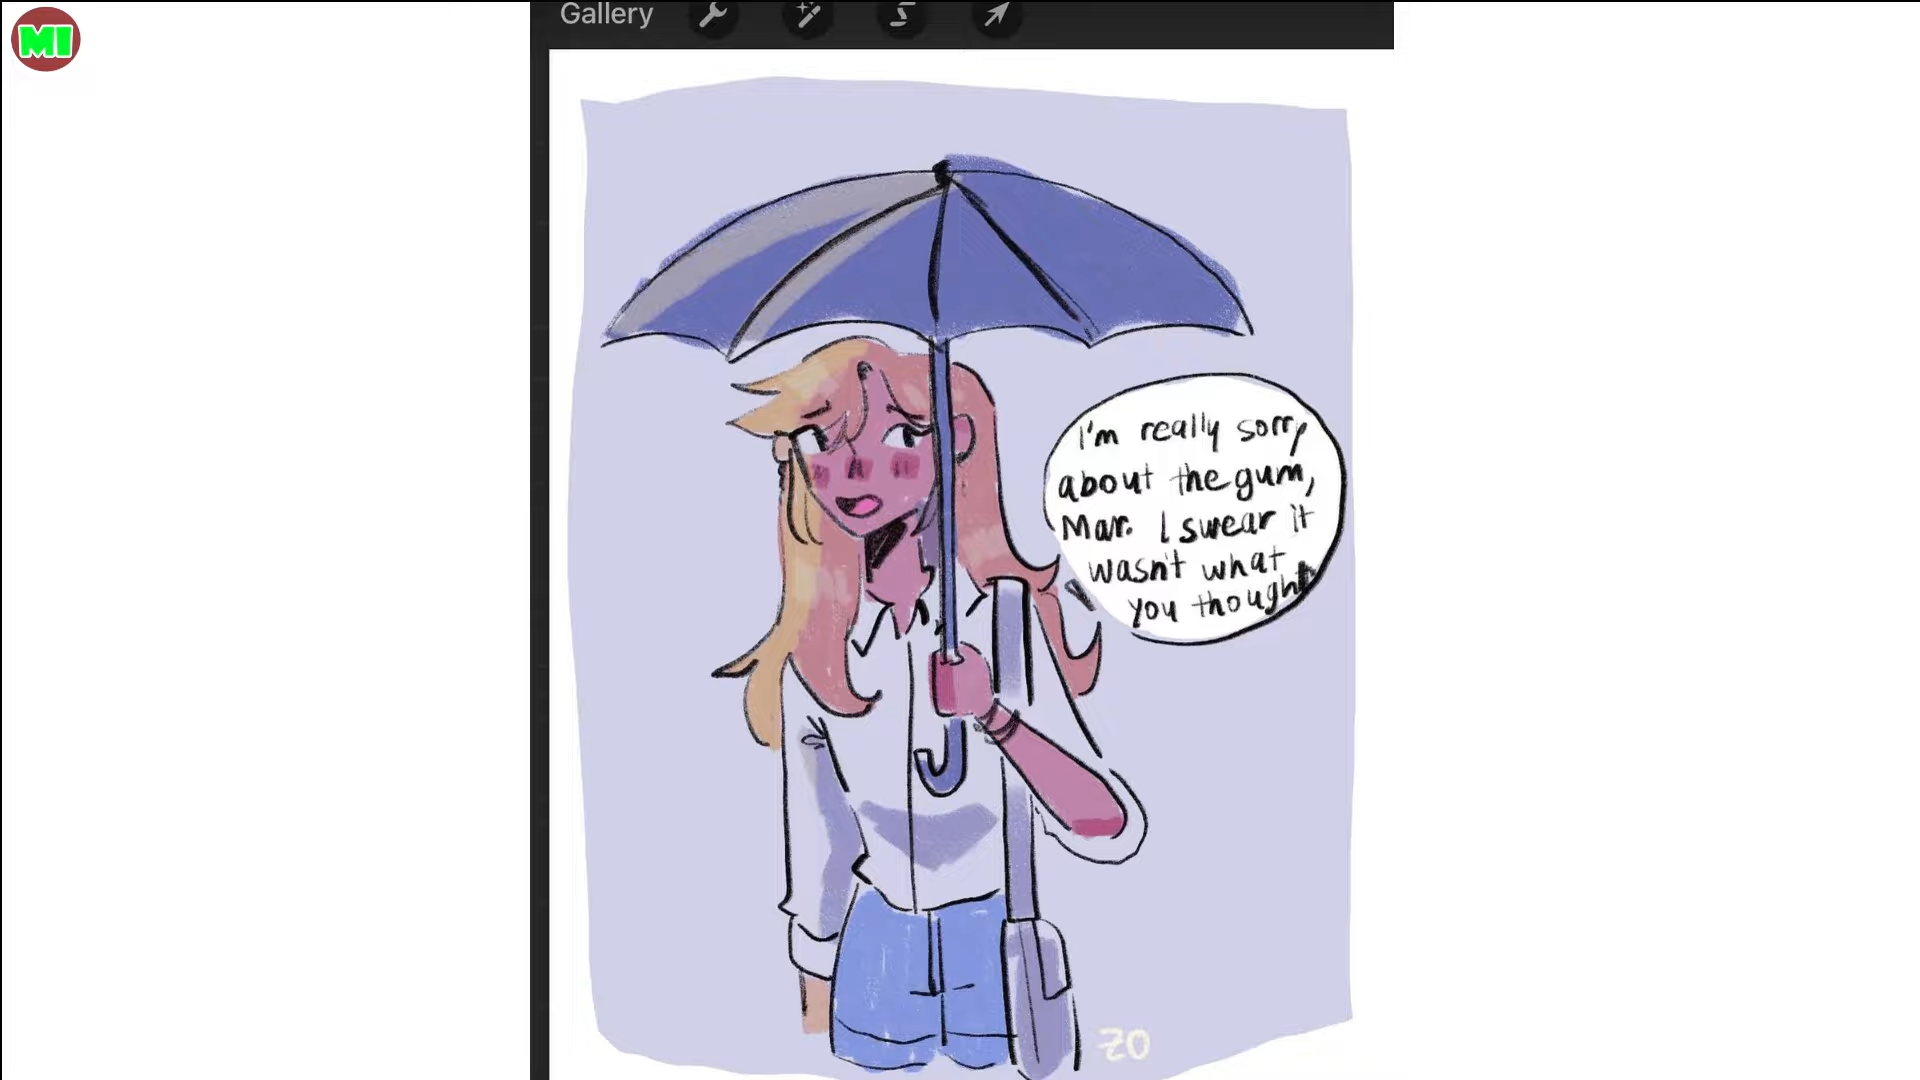 MI
Gallery
I'm really sorry
about the gum,
Mar. I swear it
wasn't what
you thought
ZO